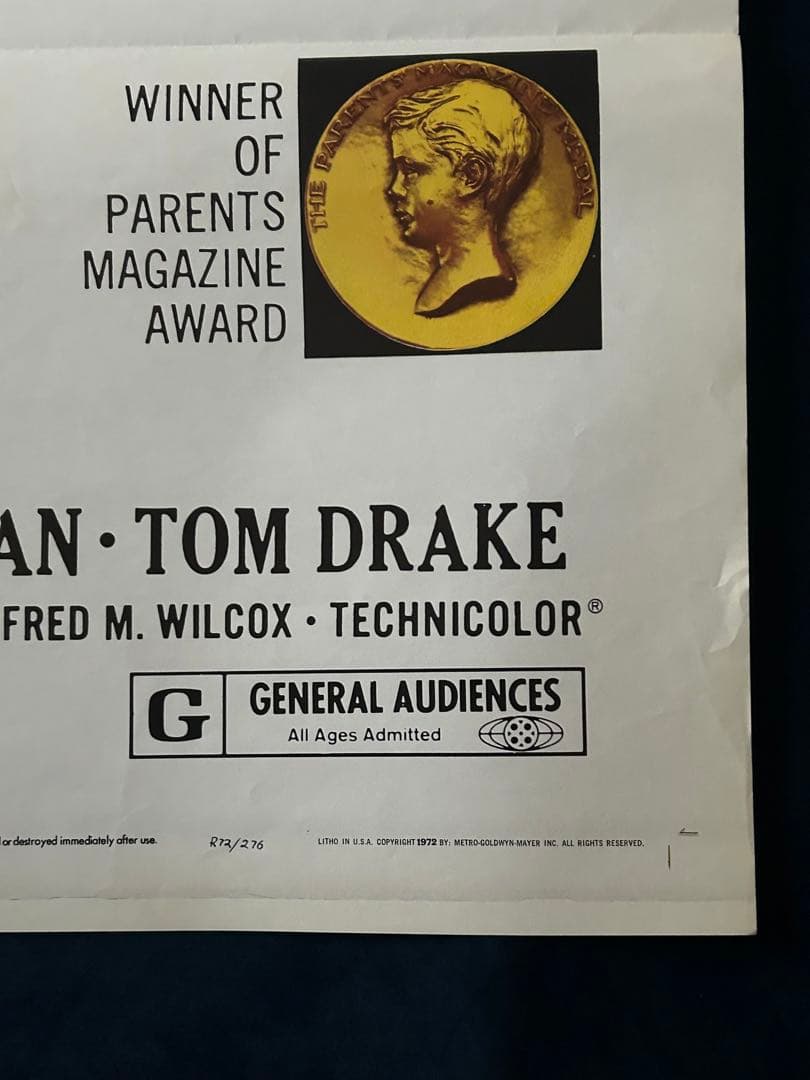 WINNER
OF
PARENTS
MAGAZINE
AWARD
THE PARENTS' MAGAZINE MEDAL
AN · TOM DRAKE
FRED M. WILCOX · TECHNICOLOR®
G GENERAL AUDIENCES
All Ages Admitted
or destroyed immediately after use. R72/276 LITHO IN U.S.A. COPYRIGHT 1972 BY: METRO-GOLDWYN-MAYER INC. ALL RIGHTS RESERVED.